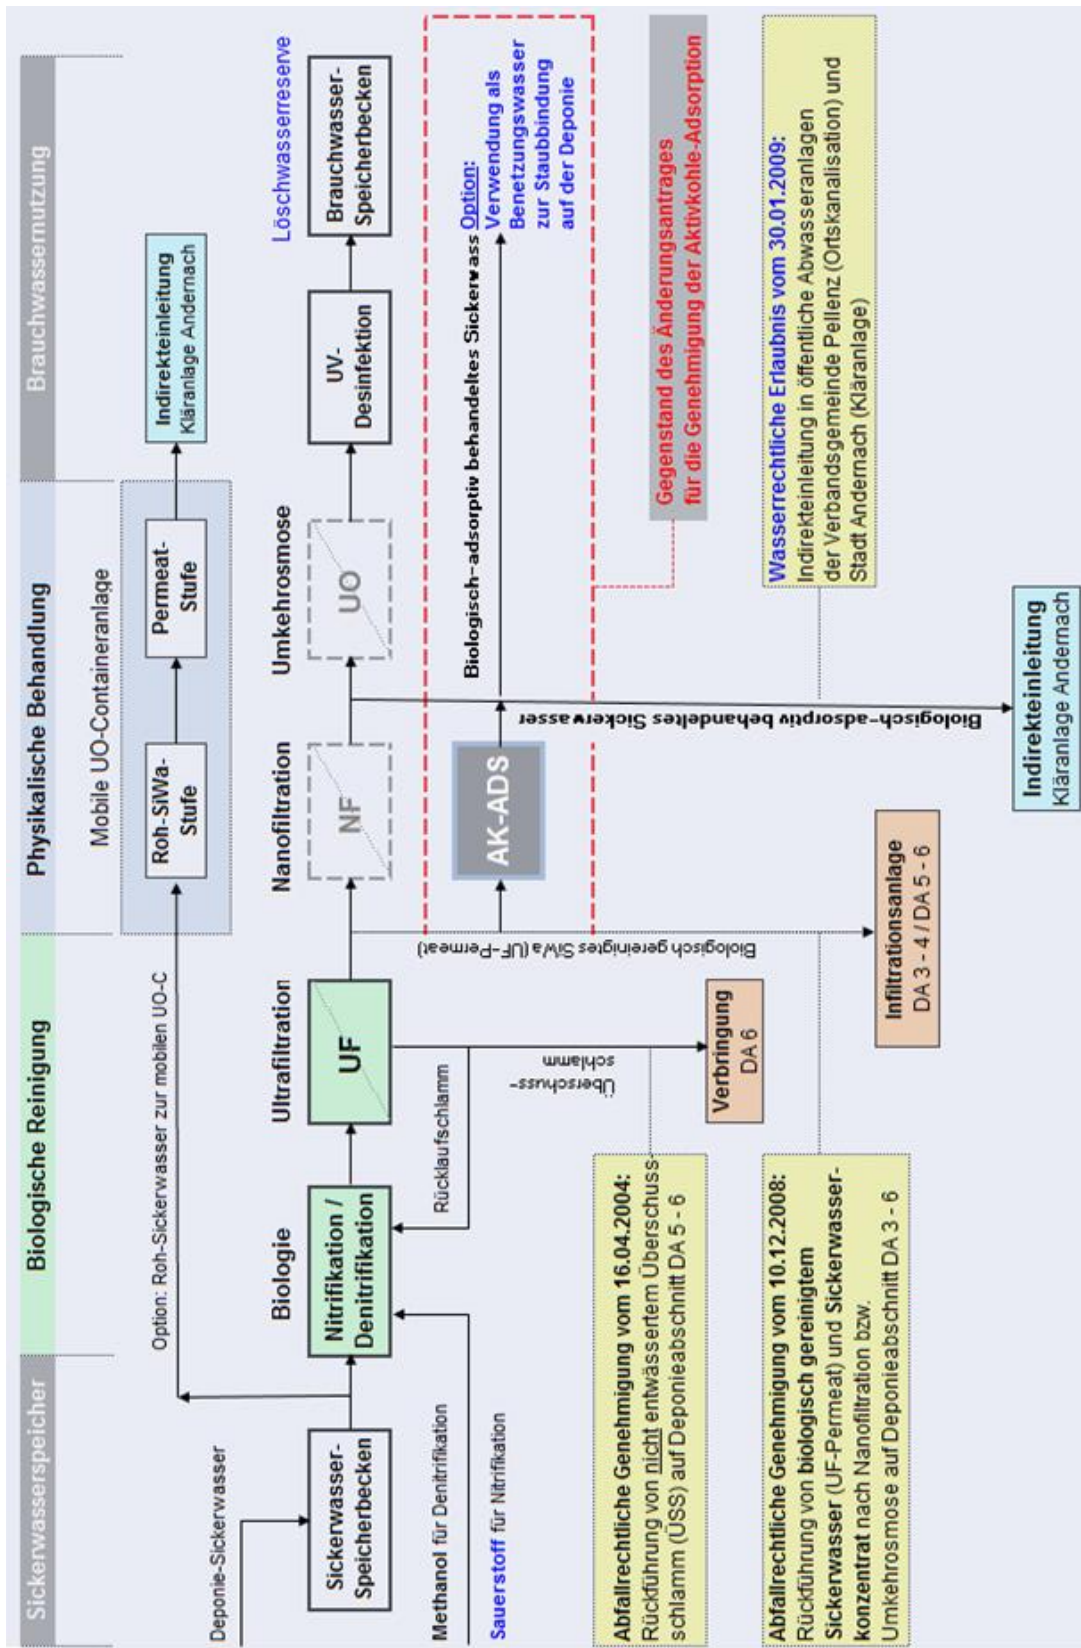 Sickerwasserspeicher
Biologische Reinigung
Physikalische Behandlung
Brauchwassernutzung
Mobile UO-Containeranlage
Option: Roh-Sickerwasser zur mobilen UO-C
Roh-SiWa-
Stufe
Permeat-
Stufe
Indirekteinleitung
Kläranlage Andernach
Deponie-Sickerwasser
Biologie
Ultrafiltration
Nanofiltration
Umkehrosmose
Löschwasserreserve
Sickerwasser-
Speicherbecken
Nitrifikation /
Denitrifikation
UF
NF
UO
UV-
Desinfektion
Brauchwasser-
Speicherbecken
Methanol für Denitrifikation
Sauerstoff für Nitrifikation
Rücklaufschlamm
Überschuss-
schlamm
Biologisch gereinigtes SiWa (UF-Permeat)
AK-ADS
Biologisch-adsorptiv behandeltes Sickerwass
Option:
Verwendung als
Benetzungswasser
zur Staubbindung
auf der Deponie
Biologisch-adsorptiv behandeltes Sickerwasser
Gegenstand des Änderungsantrages
für die Genehmigung der Aktivkohle-Adsorption
Abfallrechtliche Genehmigung vom 16.04.2004:
Rückführung von nicht entwässertem Überschuss-
schlamm (ÜSS) auf Deponieabschnitt DA 5 - 6
Verbringung
DA 6
Abfallrechtliche Genehmigung vom 10.12.2008:
Rückführung von biologisch gereinigtem
Sickerwasser (UF-Permeat) und Sickerwasser-
konzentrat nach Nanofiltration bzw.
Umkehrosmose auf Deponieabschnitt DA 3 - 6
Infiltrationsanlage
DA 3 - 4 / DA 5 - 6
Wasserrechtliche Erlaubnis vom 30.01.2009:
Indirekteinleitung in öffentliche Abwasseranlagen
der Verbandsgemeinde Pellenz (Ortskanalisation) und
Stadt Andernach (Kläranlage)
Indirekteinleitung
Kläranlage Andernach